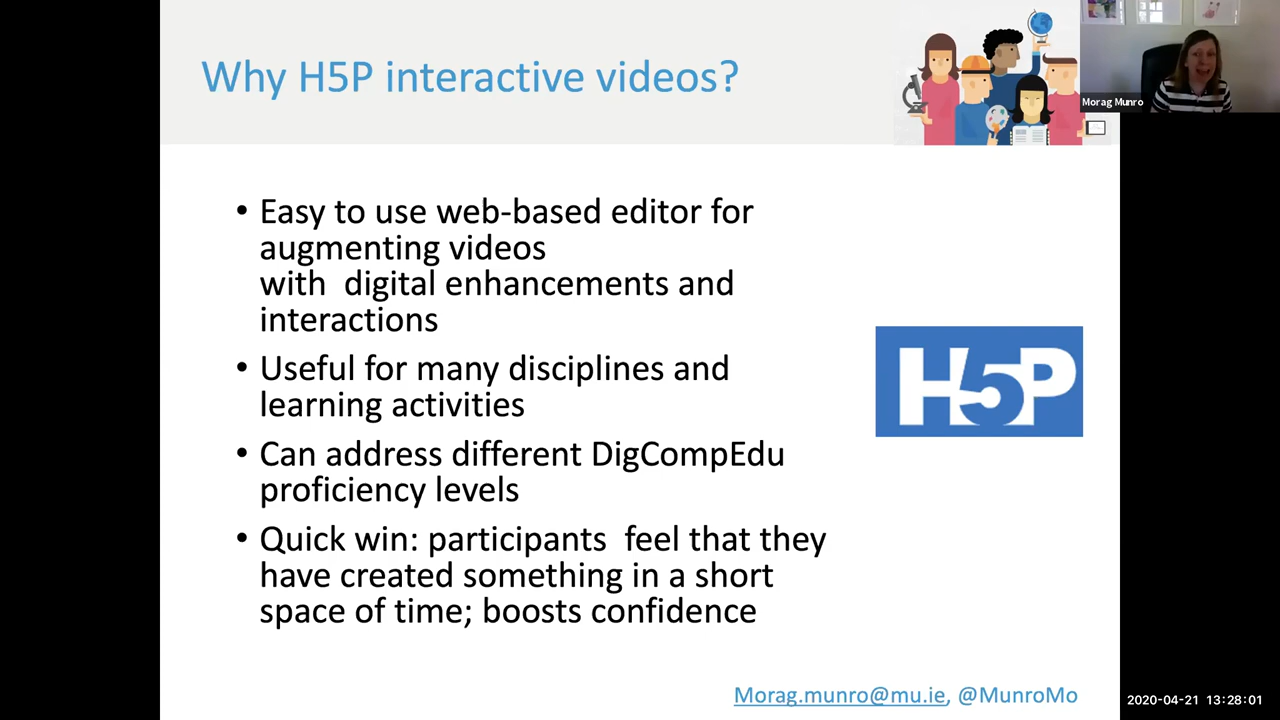 Why H5P interactive videos?
Morag Munro
• Easy to use web-based editor for
augmenting videos
with  digital enhancements and
interactions
• Useful for many disciplines and
learning activities
• Can address different DigCompEdu
proficiency levels
• Quick win: participants  feel that they
have created something in a short
space of time; boosts confidence
H5P
Morag.munro@mu.ie, @MunroMo
2020-04-21 13:28:01